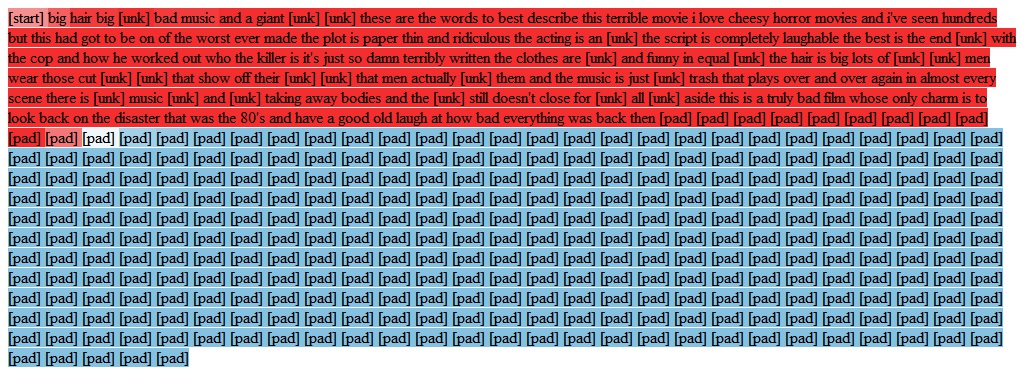 [start] big hair big [unk] bad music and a giant [unk] [unk] these are the words to best describe this terrible movie i love cheesy horror movies and i've seen hundreds
but this had got to be on of the worst ever made the plot is paper thin and ridiculous the acting is an [unk] the script is completely laughable the best is the end [unk] with
the cop and how he worked out who the killer is it's just so damn terribly written the clothes are [unk] and funny in equal [unk] the hair is big lots of [unk] [unk] men
wear those cut [unk] [unk] that show off their [unk] [unk] that men actually [unk] them and the music is just [unk] trash that plays over and over again in almost every
scene there is [unk] music [unk] and [unk] taking away bodies and the [unk] still doesn't close for [unk] all [unk] aside this is a truly bad film whose only charm is to
look back on the disaster that was the 80's and have a good old laugh at how bad everything was back then [pad] [pad] [pad] [pad] [pad] [pad] [pad] [pad] [pad]
[pad] [pad] [pad] [pad] [pad] [pad] [pad] [pad] [pad] [pad] [pad] [pad] [pad] [pad] [pad] [pad] [pad] [pad] [pad] [pad] [pad] [pad] [pad] [pad] [pad] [pad] [pad]
[pad] [pad] [pad] [pad] [pad] [pad] [pad] [pad] [pad] [pad] [pad] [pad] [pad] [pad] [pad] [pad] [pad] [pad] [pad] [pad] [pad] [pad] [pad] [pad] [pad] [pad] [pad]
[pad] [pad] [pad] [pad] [pad] [pad] [pad] [pad] [pad] [pad] [pad] [pad] [pad] [pad] [pad] [pad] [pad] [pad] [pad] [pad] [pad] [pad] [pad] [pad] [pad] [pad] [pad]
[pad] [pad] [pad] [pad] [pad] [pad] [pad] [pad] [pad] [pad] [pad] [pad] [pad] [pad] [pad] [pad] [pad] [pad] [pad] [pad] [pad] [pad] [pad] [pad] [pad] [pad] [pad]
[pad] [pad] [pad] [pad] [pad] [pad] [pad] [pad] [pad] [pad] [pad] [pad] [pad] [pad] [pad] [pad] [pad] [pad] [pad] [pad] [pad] [pad] [pad] [pad] [pad] [pad] [pad]
[pad] [pad] [pad] [pad] [pad] [pad] [pad] [pad] [pad] [pad] [pad] [pad] [pad] [pad] [pad] [pad] [pad] [pad] [pad] [pad] [pad] [pad] [pad] [pad] [pad] [pad] [pad]
[pad] [pad] [pad] [pad] [pad] [pad] [pad] [pad] [pad] [pad] [pad] [pad] [pad] [pad] [pad] [pad] [pad] [pad] [pad] [pad] [pad] [pad] [pad] [pad] [pad] [pad] [pad]
[pad] [pad] [pad] [pad] [pad] [pad] [pad] [pad] [pad] [pad] [pad] [pad] [pad] [pad] [pad] [pad] [pad] [pad] [pad] [pad] [pad] [pad] [pad] [pad] [pad] [pad] [pad]
[pad] [pad] [pad] [pad] [pad] [pad] [pad] [pad] [pad] [pad] [pad] [pad] [pad] [pad] [pad] [pad] [pad] [pad] [pad] [pad] [pad] [pad] [pad] [pad] [pad] [pad] [pad]
[pad] [pad] [pad] [pad] [pad] [pad] [pad] [pad] [pad] [pad] [pad] [pad] [pad] [pad] [pad] [pad] [pad] [pad] [pad] [pad] [pad] [pad] [pad] [pad] [pad] [pad] [pad]
[pad] [pad] [pad] [pad] [pad] [pad] [pad] [pad] [pad] [pad] [pad] [pad] [pad] [pad] [pad] [pad] [pad] [pad] [pad] [pad] [pad] [pad] [pad] [pad] [pad] [pad] [pad]
[pad] [pad] [pad] [pad] [pad]